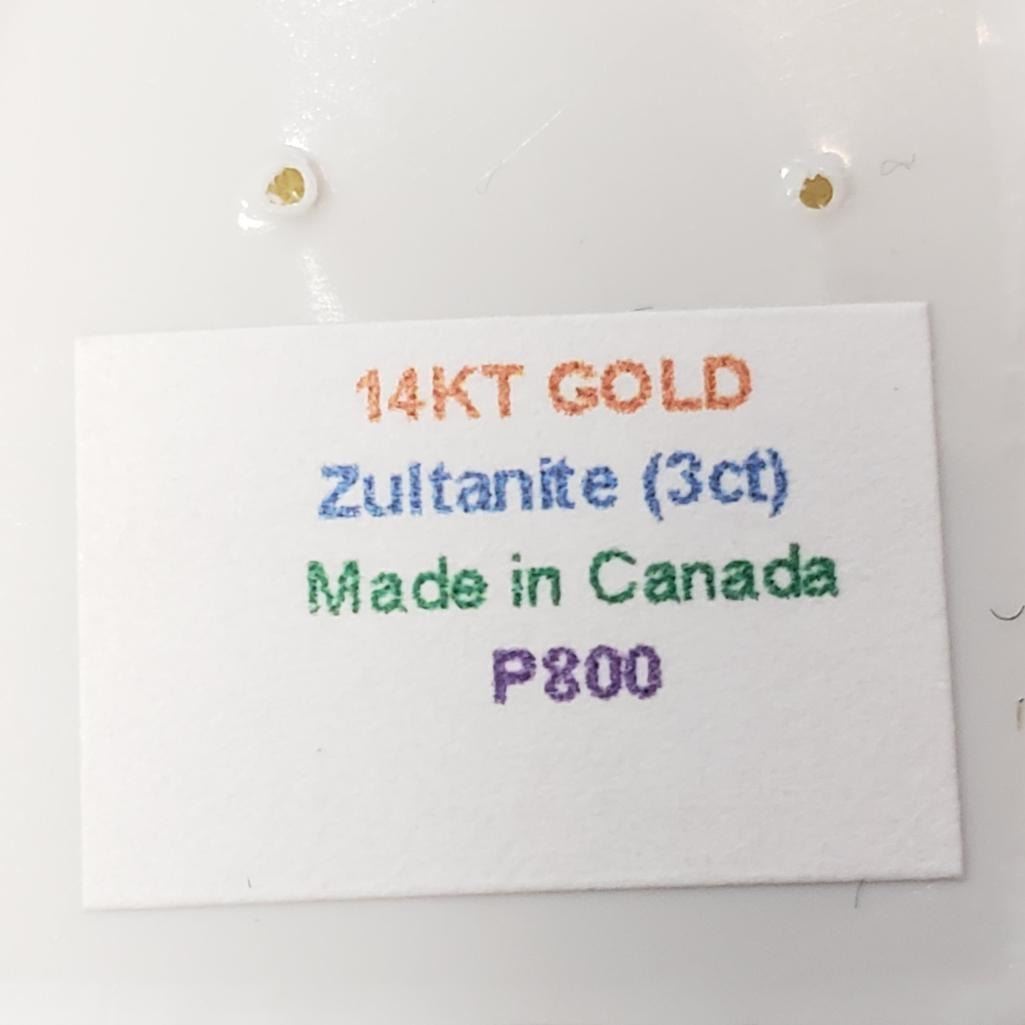 14KT GOLD
Zultanite (3ct)
Made in Canada
P800